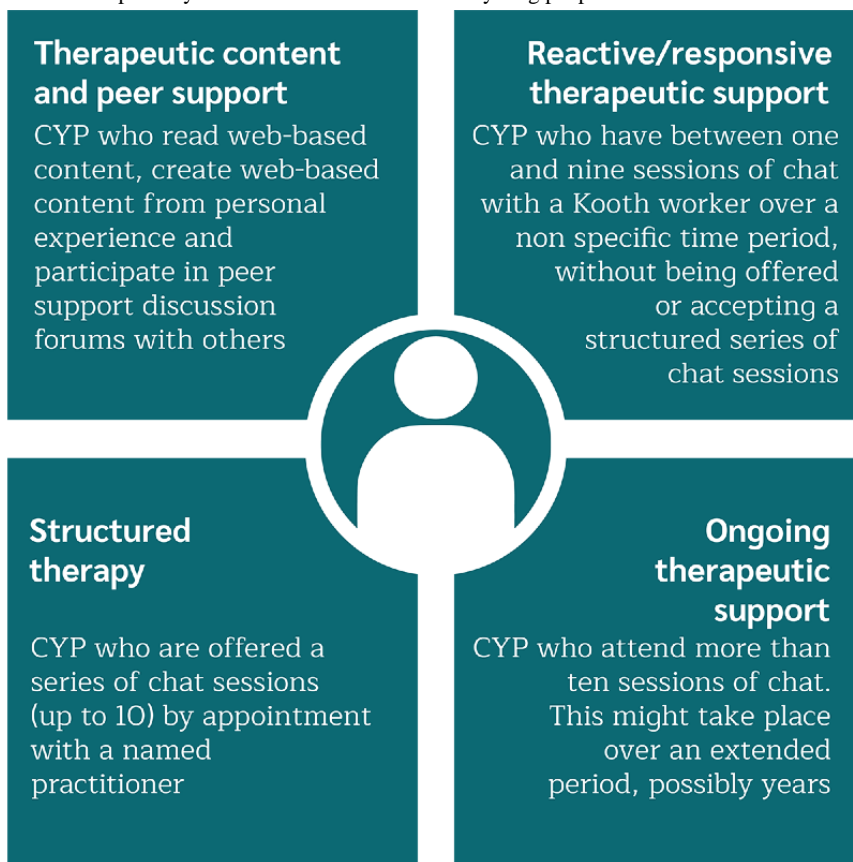 Therapeutic content
and peer support
CYP who read web-based
content, create web-based
content from personal
experience and
participate in peer
support discussion
forums with others
Reactive/responsive
therapeutic support
CYP who have between one
and nine sessions of chat
with a Kooth worker over a
non specific time period,
without being offered
or accepting a
structured series of
chat sessions
Structured
therapy
CYP who are offered a
series of chat sessions
(up to 10) by appointment
with a named
practitioner
Ongoing
therapeutic
support
CYP who attend more than
ten sessions of chat.
This might take place
over an extended
period, possibly years